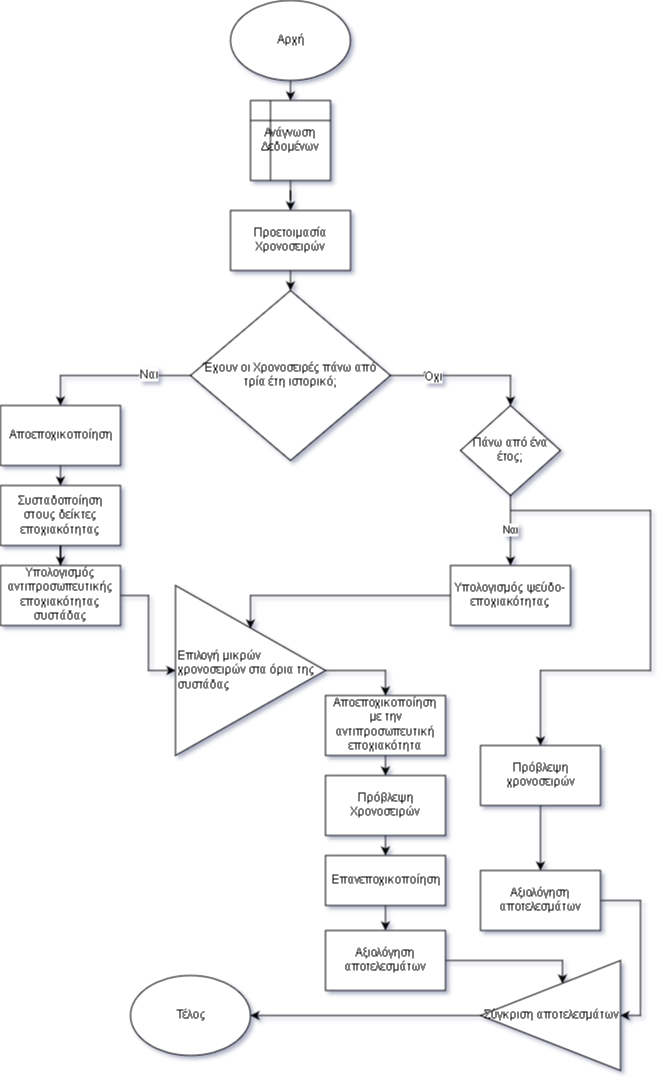 Αρχή
Ανάγνωση
Δεδομένων
Προετοιμασία
Χρονοσειρών
Έχουν οι Χρονοσειρές πάνω από
τρία έτη ιστορικό;
Ναι
Όχι
Αποεποχικοποίηση
Πάνω από ένα
έτος;
Συσταδοποίηση
στους δείκτες
εποχιακότητας
Ναι
Υπολογισμός
αντιπροσωπευτικής
εποχιακότητας
συστάδας
Υπολογισμός ψεύδο-
εποχιακότητας
Επιλογή μικρών
χρονοσειρών στα όρια της
συστάδας
Αποεποχικοποίηση
με την
αντιπροσωπευτική
εποχιακότητα
Πρόβλεψη
χρονοσειρών
Πρόβλεψη
Χρονοσειρών
Επανεποχικοποίηση
Αξιολόγηση
αποτελεσμάτων
Αξιολόγηση
αποτελεσμάτων
Σύγκριση αποτελεσμάτων
Τέλος